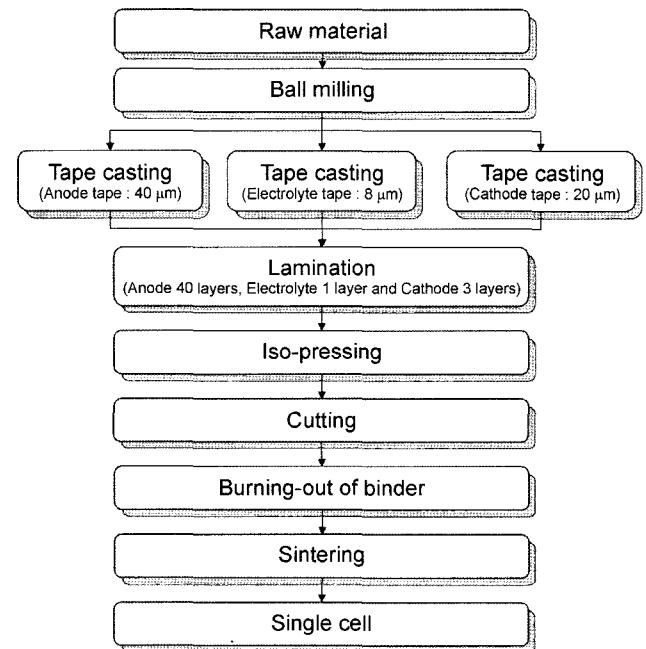 Raw material
Ball milling
Tape casting
(Anode tape : 40 μm)
Tape casting
(Electrolyte tape : 8 μm)
Tape casting
(Cathode tape : 20 μm)
Lamination
(Anode 40 layers, Electrolyte 1 layer and Cathode 3 layers)
Iso-pressing
Cutting
Burning-out of binder
Sintering
Single cell